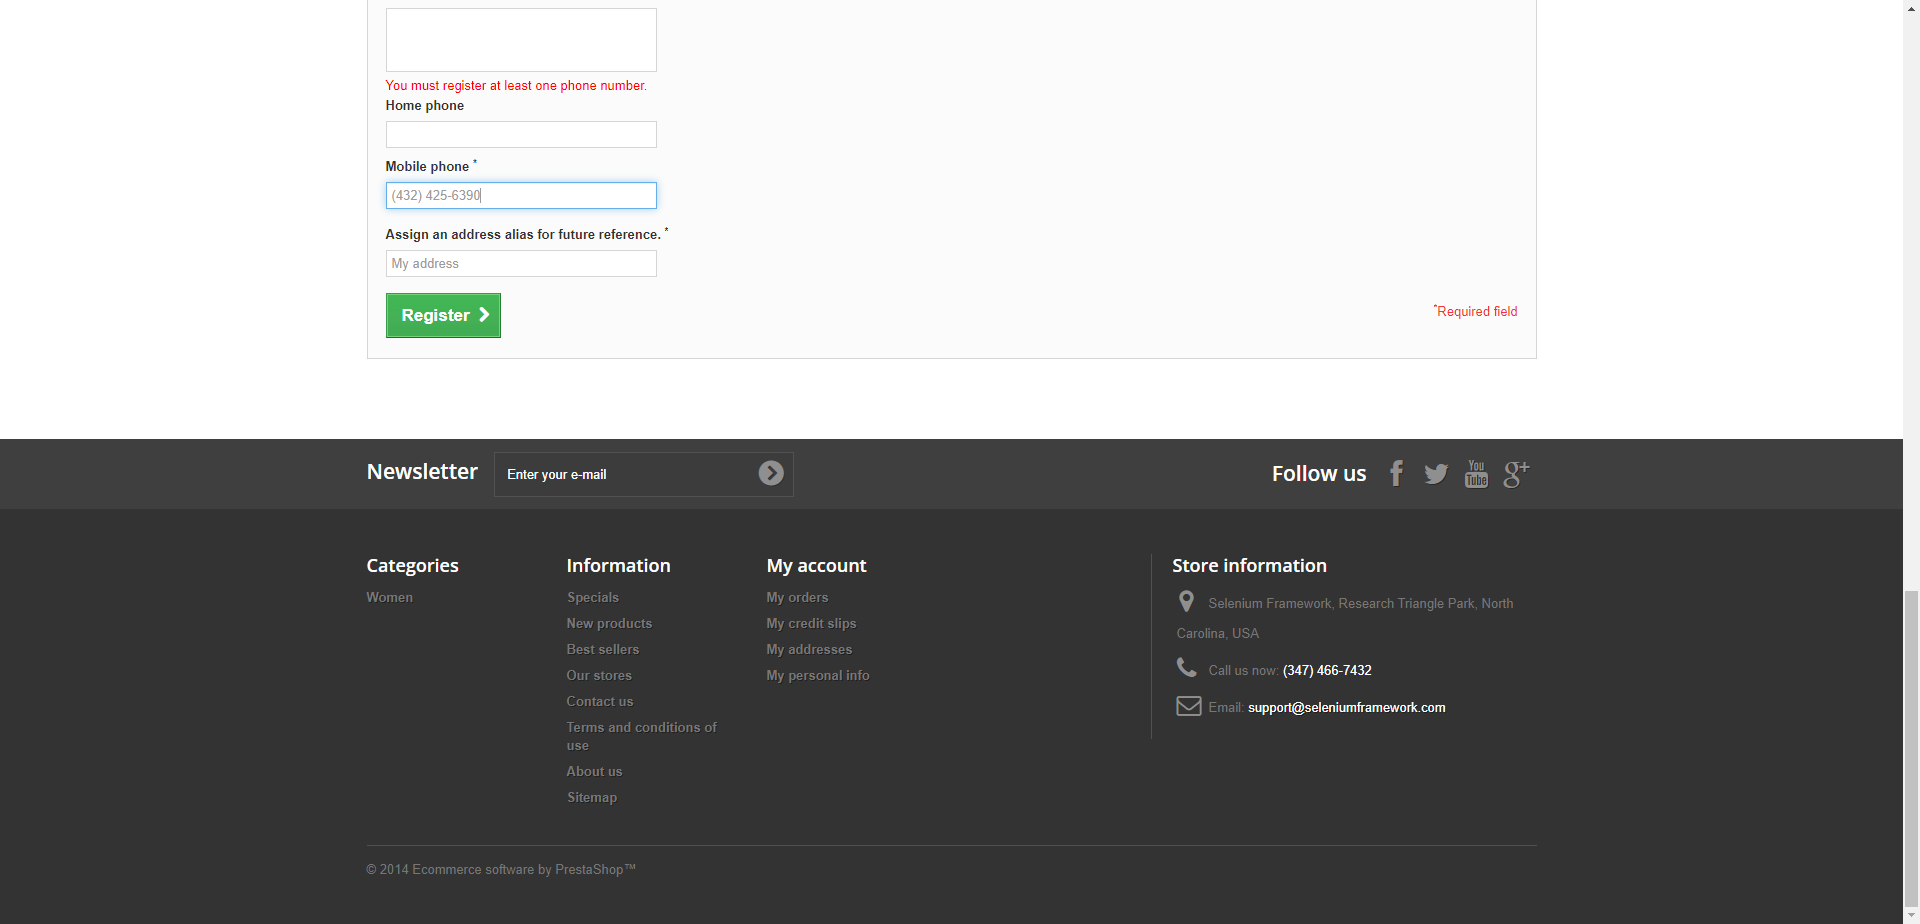 You must register at least one phone number.
Home phone
Mobile phone *
(432) 425-6390
Assign an address alias for future reference. *
My address
Register
*Required field
Newsletter
Enter your e-mail
Follow us
You
Tube
g+
Categories
Women
Information
Specials
New products
Best sellers
Our stores
Contact us
Terms and conditions of
use
About us
Sitemap
My account
My orders
My credit slips
My addresses
My personal info
Store information
Selenium Framework, Research Triangle Park, North
Carolina, USA
Call us now: (347) 466-7432
Email: support@seleniumframework.com
© 2014 Ecommerce software by PrestaShop™